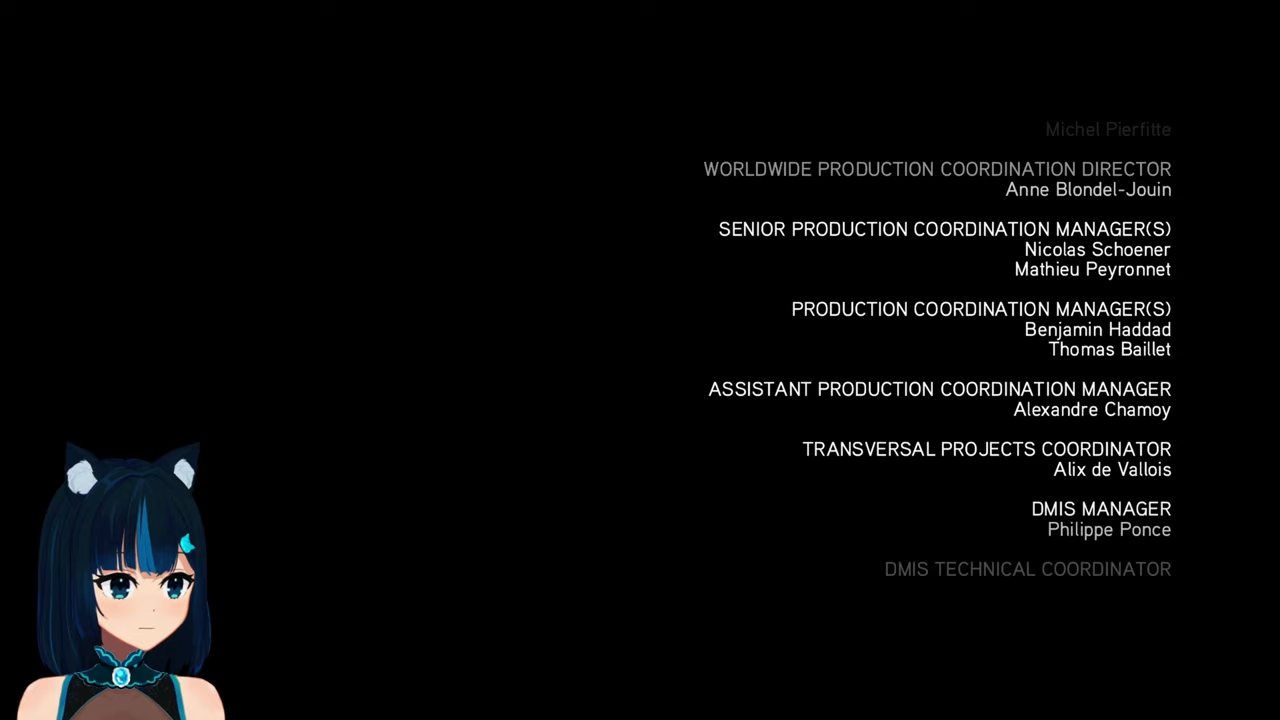 Michel Pierfitte
WORLDWIDE PRODUCTION COORDINATION DIRECTOR
Anne Blondel-Jouin
SENIOR PRODUCTION COORDINATION MANAGER(S)
Nicolas Schoener
Mathieu Peyronnet
PRODUCTION COORDINATION MANAGER(S)
Benjamin Haddad
Thomas Baillet
ASSISTANT PRODUCTION COORDINATION MANAGER
Alexandre Chamoy
TRANSVERSAL PROJECTS COORDINATOR
Alix de Vallois
DMIS MANAGER
Philippe Ponce
DMIS TECHNICAL COORDINATOR